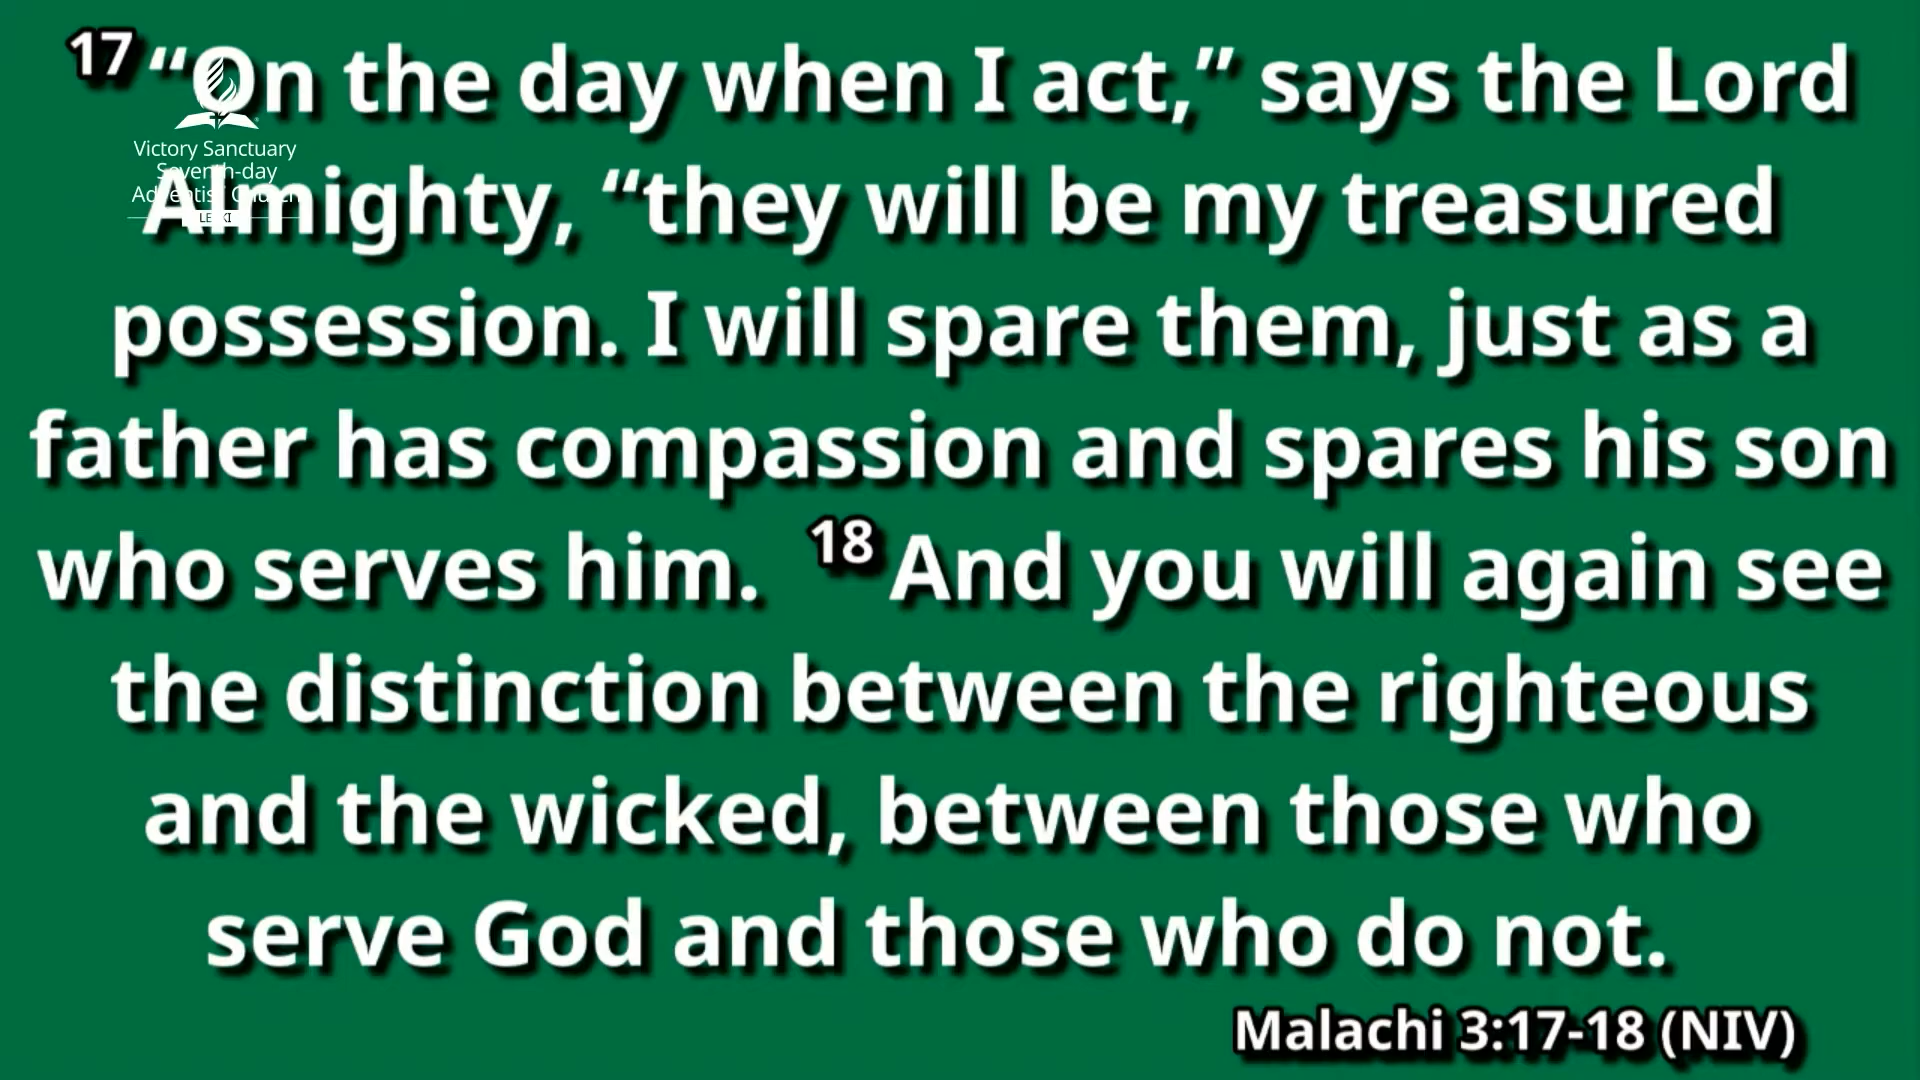 17 “On the day when I act,” says the Lord
Almighty, “they will be my treasured
possession. I will spare them, just as a
father has compassion and spares his son
who serves him. 18 And you will again see
the distinction between the righteous
and the wicked, between those who
serve God and those who do not.
Malachi 3:17-18 (NIV)
Victory Sanctuary
Seventh-day
Adventist Church